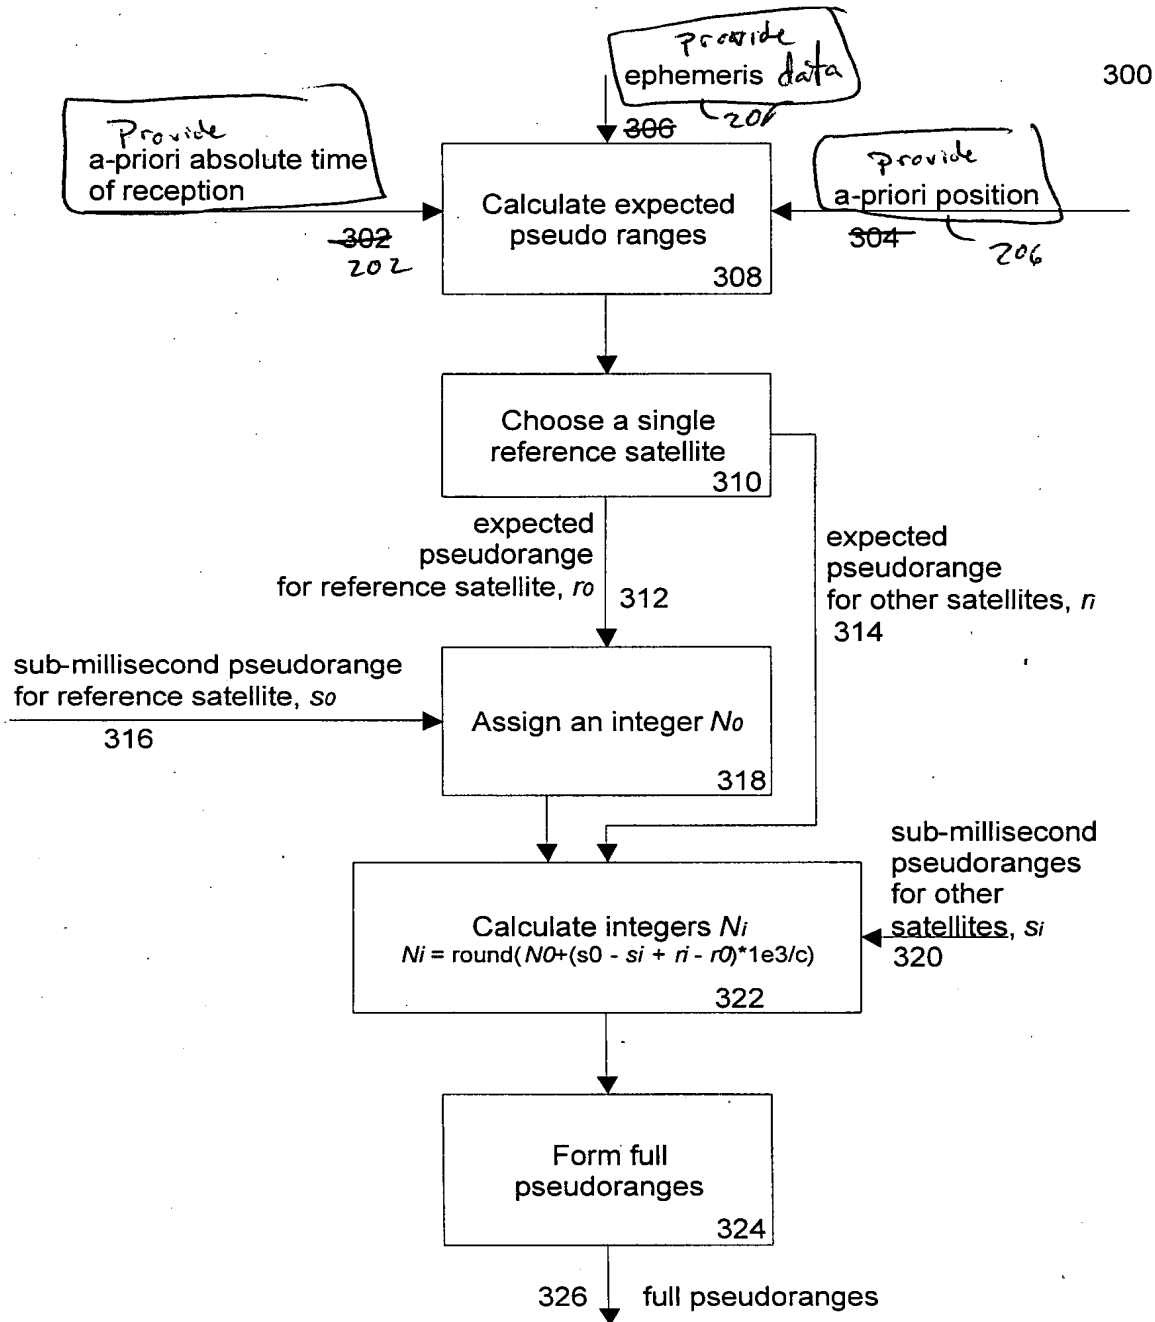 provide
ephemeris data
300
306
Provide
a-priori absolute time
of reception
302
202
provide
a-priori position
304
206
Calculate expected
pseudo ranges
308
Choose a single
reference satellite
310
expected
pseudorange
for reference satellite, r0
312
expected
pseudorange
for other satellites, ri
314
sub-millisecond pseudorange
for reference satellite, s0
316
Assign an integer N0
318
sub-millisecond
pseudoranges
for other
satellites, si
320
Calculate integers Ni
Ni = round(N0+(s0 - si + ri - r0)*1e3/c)
322
Form full
pseudoranges
324
326 full pseudoranges